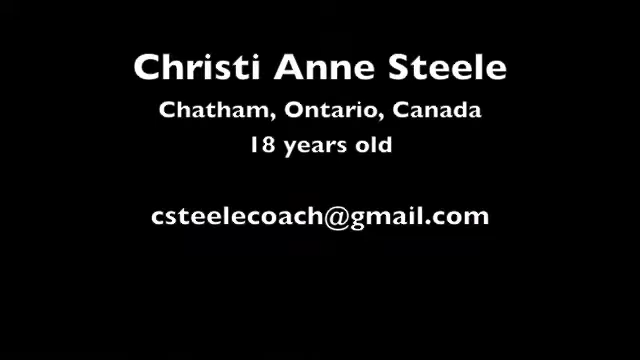 Christi Anne Steele
Chatham, Ontario, Canada
18 years old
csteelecoach@gmail.com